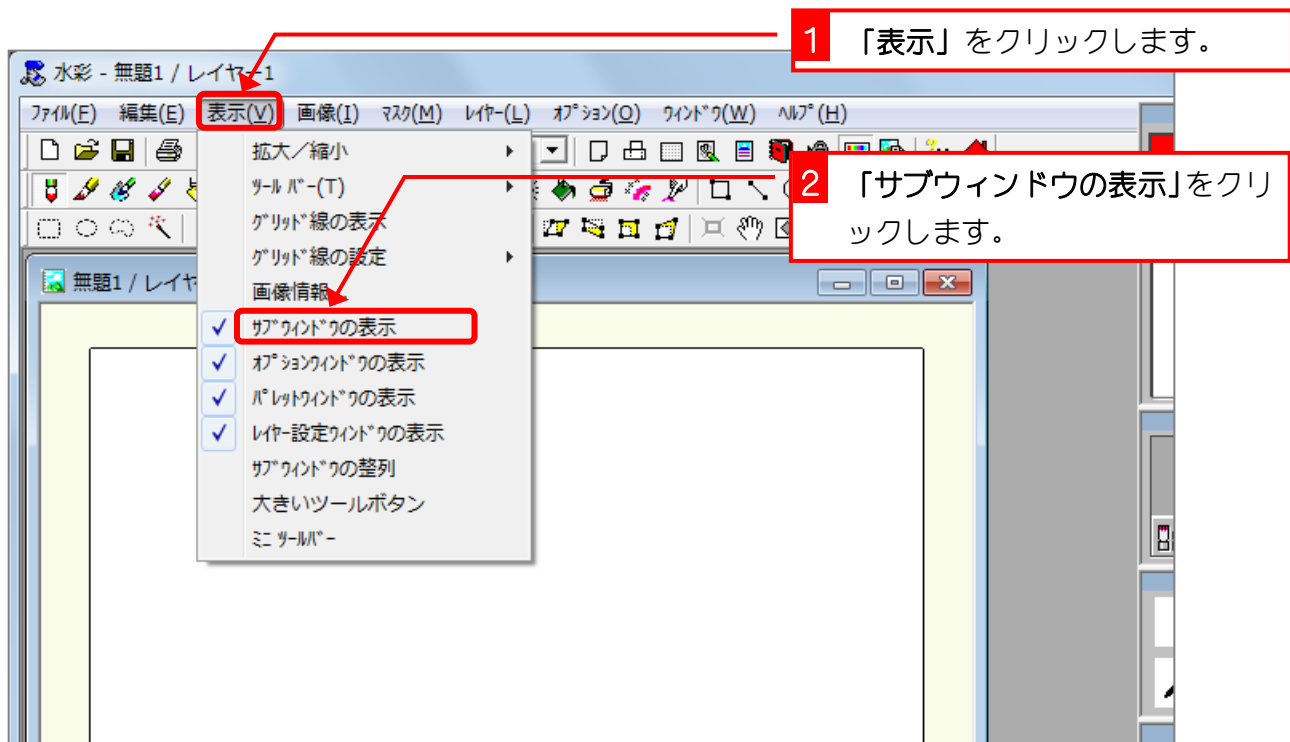 1 「表示」をクリックします。
水彩 - 無題1 / レイヤー1
ﾌｧｲﾙ(F) 編集(E) 表示(V) 画像(I) ﾏｽｸ(M) ﾚｲﾔｰ(L) ｵﾌﾟｼｮﾝ(O) ｳｨﾝﾄﾞｳ(W) ﾍﾙﾌﾟ(H)
2 「サブウィンドウの表示」をクリ
ックします。
拡大／縮小
ﾂｰﾙ ﾊﾞｰ(T)
ｸﾞﾘｯﾄﾞ線の表示
ｸﾞﾘｯﾄﾞ線の設定
画像情報...
ｻﾌﾞｳｨﾝﾄﾞｳの表示
ｵﾌﾟｼｮﾝｳｨﾝﾄﾞｳの表示
ﾊﾟﾚｯﾄｳｨﾝﾄﾞｳの表示
ﾚｲﾔｰ設定ｳｨﾝﾄﾞｳの表示
ｻﾌﾞｳｨﾝﾄﾞｳの整列
大きいツールボタン
ﾐﾆ ﾂｰﾙﾊﾞｰ
無題1 / レイヤ